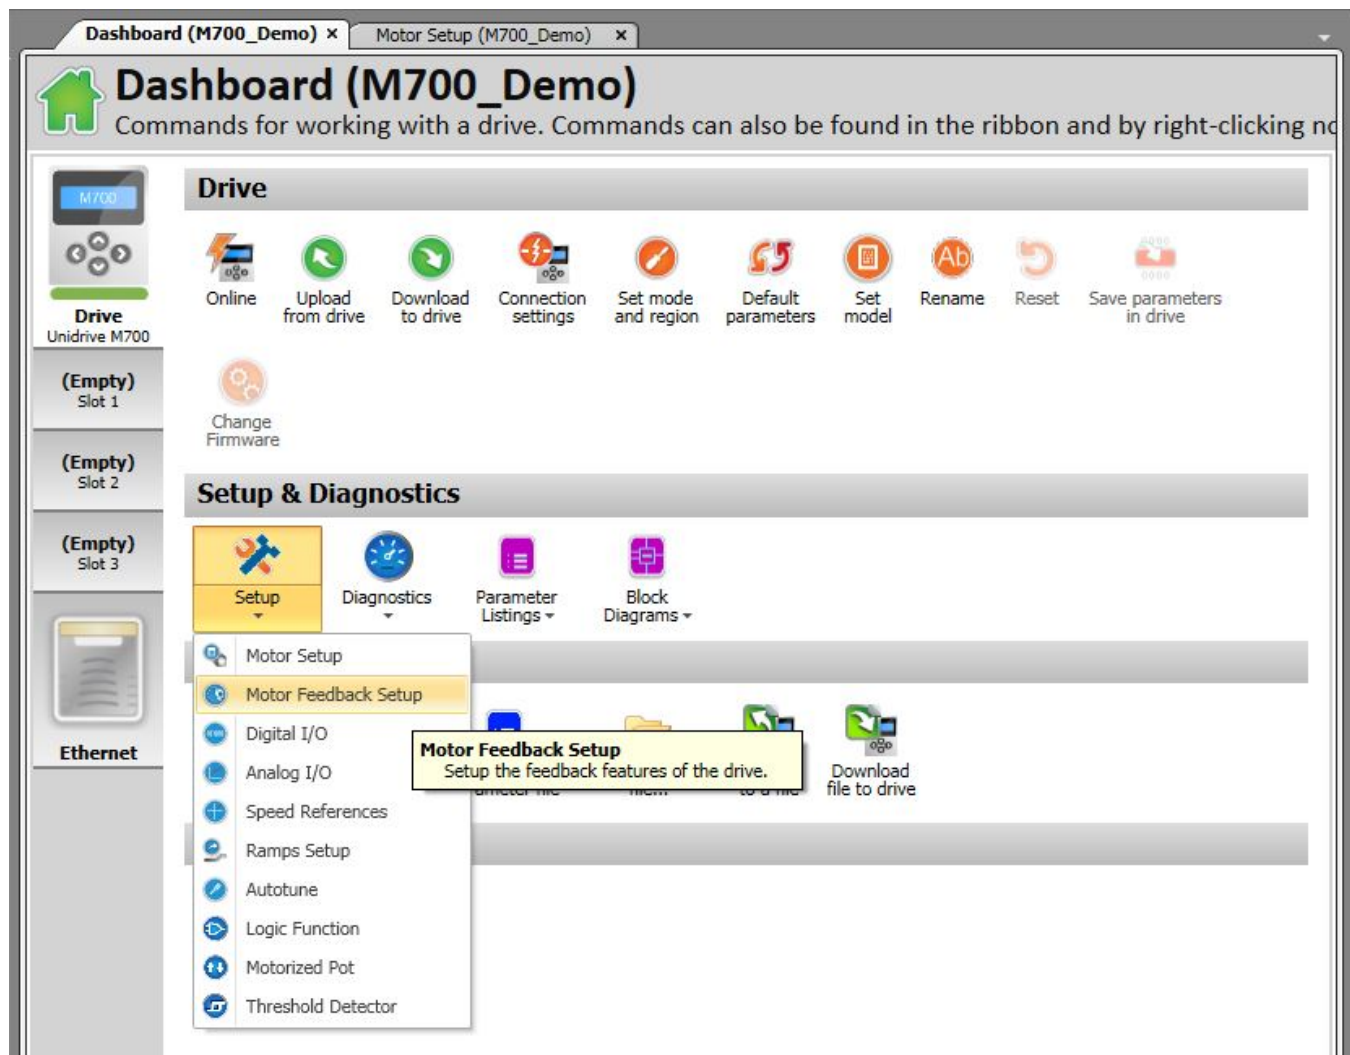 Dashboard (M700_Demo) ×
Motor Setup (M700_Demo) ×
Dashboard (M700_Demo)
Commands for working with a drive. Commands can also be found in the ribbon and by right-clicking
M700
Drive
Unidrive M700
(Empty)
Slot 1
(Empty)
Slot 2
(Empty)
Slot 3
Ethernet
Drive
Online
Upload
from drive
Download
to drive
Connection
settings
Set mode
and region
Default
parameters
Set
model
Ab
Rename
Reset
Save parameters
in drive
Change
Firmware
Setup & Diagnostics
Setup
Diagnostics
Parameter
Listings
Block
Diagrams
Motor Setup
Motor Feedback Setup
Digital I/O
Analog I/O
Speed References
Ramps Setup
Autotune
Logic Function
Motorized Pot
Threshold Detector
Motor Feedback Setup
Setup the feedback features of the drive.
Download
file to drive